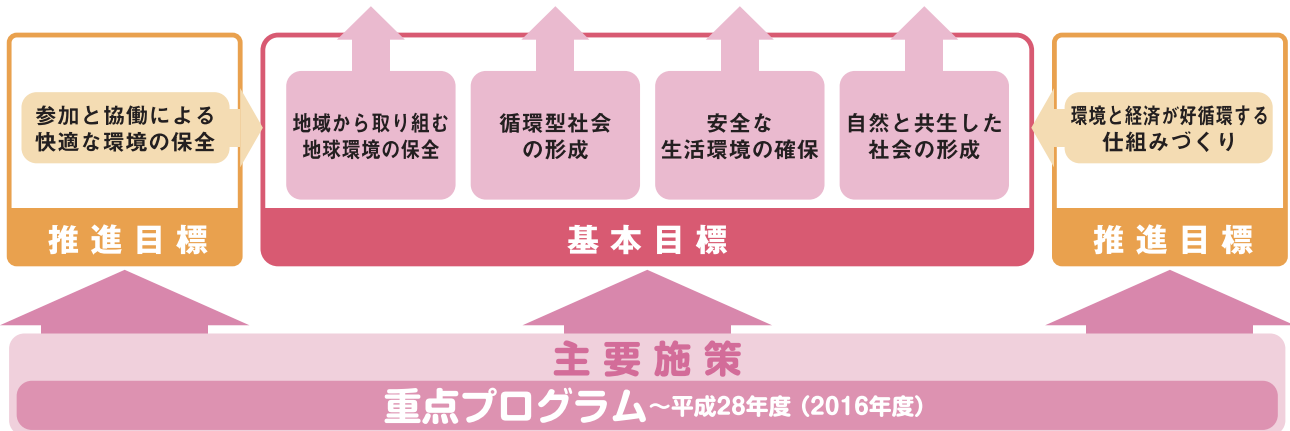 参加と協働による
快適な環境の保全
推進目標
地域から取り組む
地球環境の保全
循環型社会
の形成
安全な
生活環境の確保
自然と共生した
社会の形成
基本目標
環境と経済が好循環する
仕組みづくり
推進目標
主要施策
重点プログラム～平成28年度（2016年度）